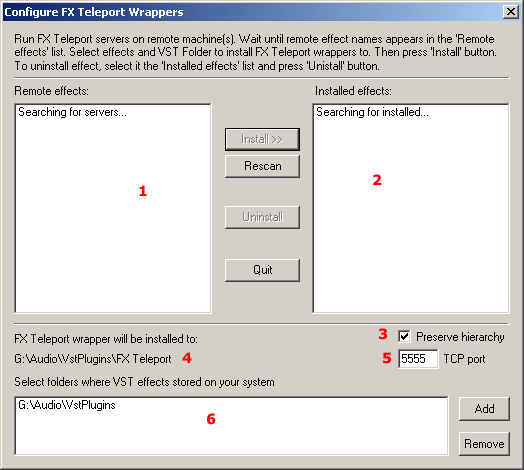 Configure FX Teleport Wrappers
Run FX Teleport servers on remote machine(s). Wait until remote effect names appears in the 'Remote
effects' list. Select effects and VST Folder to install FX Teleport wrappers to. Then press 'Install' button.
To uninstall effect, select it the 'Installed effects' list and press 'Unistall' button.
Remote effects:
Installed effects:
Searching for servers...
Searching for installed...
Install >>
Rescan
1
2
Uninstall
Quit
FX Teleport wrapper will be installed to:
3
Preserve hierarchy
G:\Audio\VstPlugins\FX Teleport
4
5
5555
TCP port
Select folders where VST effects stored on your system
G:\Audio\VstPlugins
6
Add
Remove